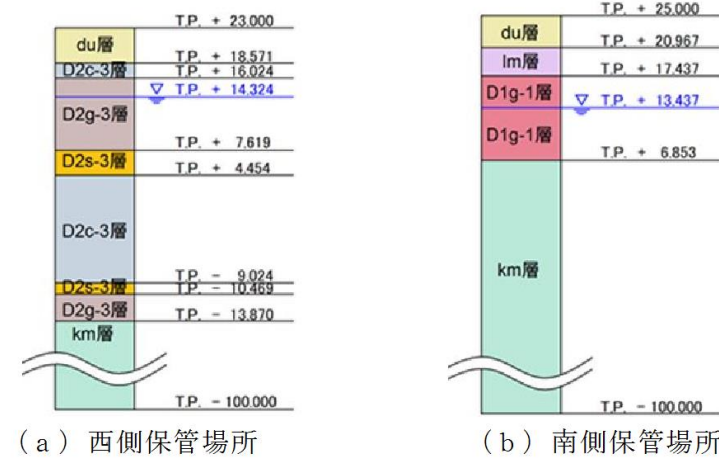 T.P. + 23.000
du層
T.P. + 18.571
D2c-3層
T.P. + 16.024
T.P. + 14.324
D2g-3層
T.P. + 7.619
D2s-3層
T.P. + 4.454
D2c-3層
T.P. − 9.024
D2s-3層
T.P. − 10.469
D2g-3層
T.P. − 13.870
km層
T.P. − 100.000
(a) 西側保管場所
T.P. + 25.000
du層
T.P. + 20.967
lm層
T.P. + 17.437
D1g-1層
T.P. + 13.437
D1g-1層
T.P. + 6.853
km層
T.P. − 100.000
(b) 南側保管場所